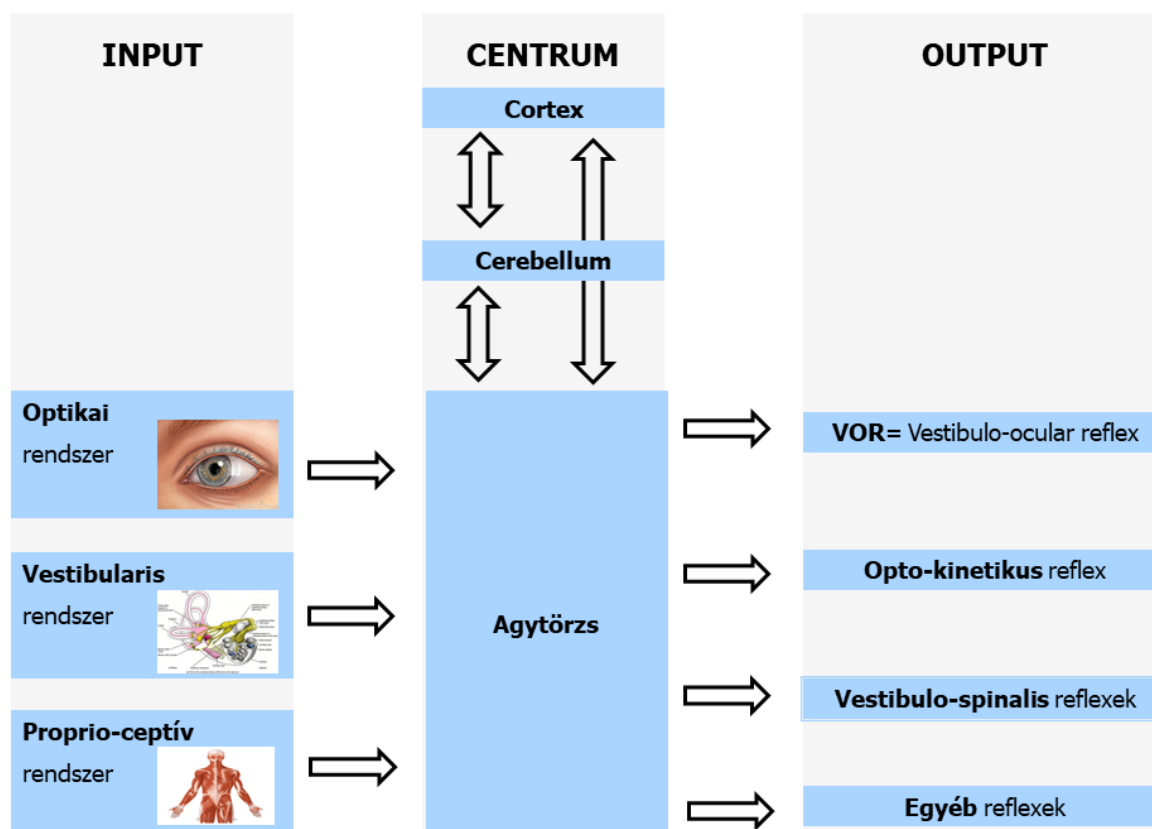 INPUT
CENTRUM
OUTPUT
Cortex
Cerebellum
Optikai
rendszer
Vestibularis
rendszer
Proprio-ceptív
rendszer
Agytörzs
VOR= Vestibulo-ocular reflex
Opto-kinetikus reflex
Vestibulo-spinalis reflexek
Egyéb reflexek